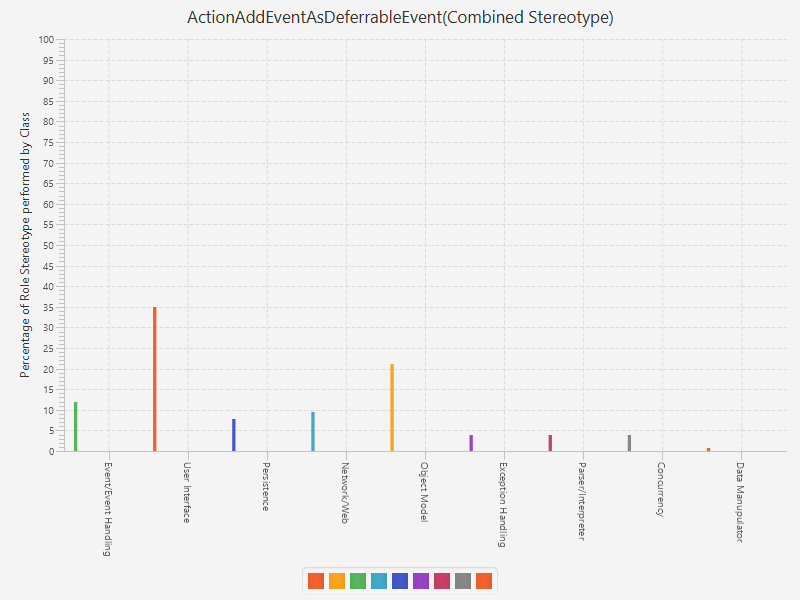 ActionAddEventAsDeferrableEvent(Combined Stereotype)
Percentage of Role Stereotype performed by Class
100
95
90
85
80
75
70
65
60
55
50
45
40
35
30
25
20
15
10
5
0
Event/Event Handling
User Interface
Persistence
Network/Web
Object Model
Exception Handling
Parser/Interpreter
Concurrency
Data Manupulator